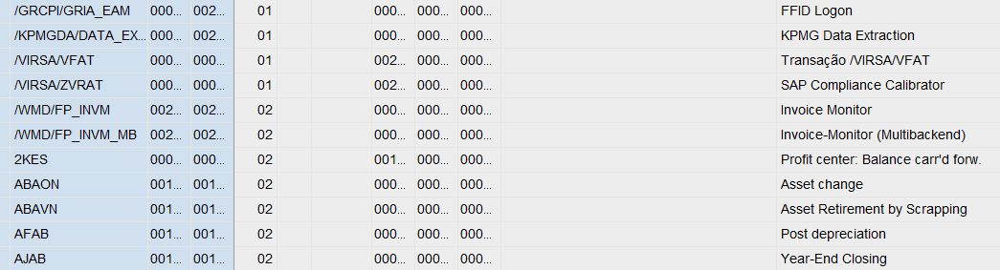 /GRCPI/GRIA_EAM 000... 002... 01 000... 000... 000... FFID Logon
/KPMGDA/DATA_EX... 000... 002... 01 000... 000... 000... KPMG Data Extraction
/VIRSA/VFAT 000... 000... 01 002... 000... 000... Transação /VIRSA/VFAT
/VIRSA/ZVRAT 000... 000... 01 002... 000... 000... SAP Compliance Calibrator
/WMD/FP_INVM 002... 002... 02 000... 000... 000... Invoice Monitor
/WMD/FP_INVM_MB 002... 002... 02 000... 000... 000... Invoice-Monitor (Multibackend)
2KES 000... 000... 02 001... 000... 000... Profit center: Balance carr'd forw.
ABAON 001... 001... 02 000... 000... 000... Asset change
ABAVN 001... 001... 02 000... 000... 000... Asset Retirement by Scrapping
AFAB 001... 001... 02 000... 000... 000... Post depreciation
AJAB 001... 001... 02 000... 000... 000... Year-End Closing